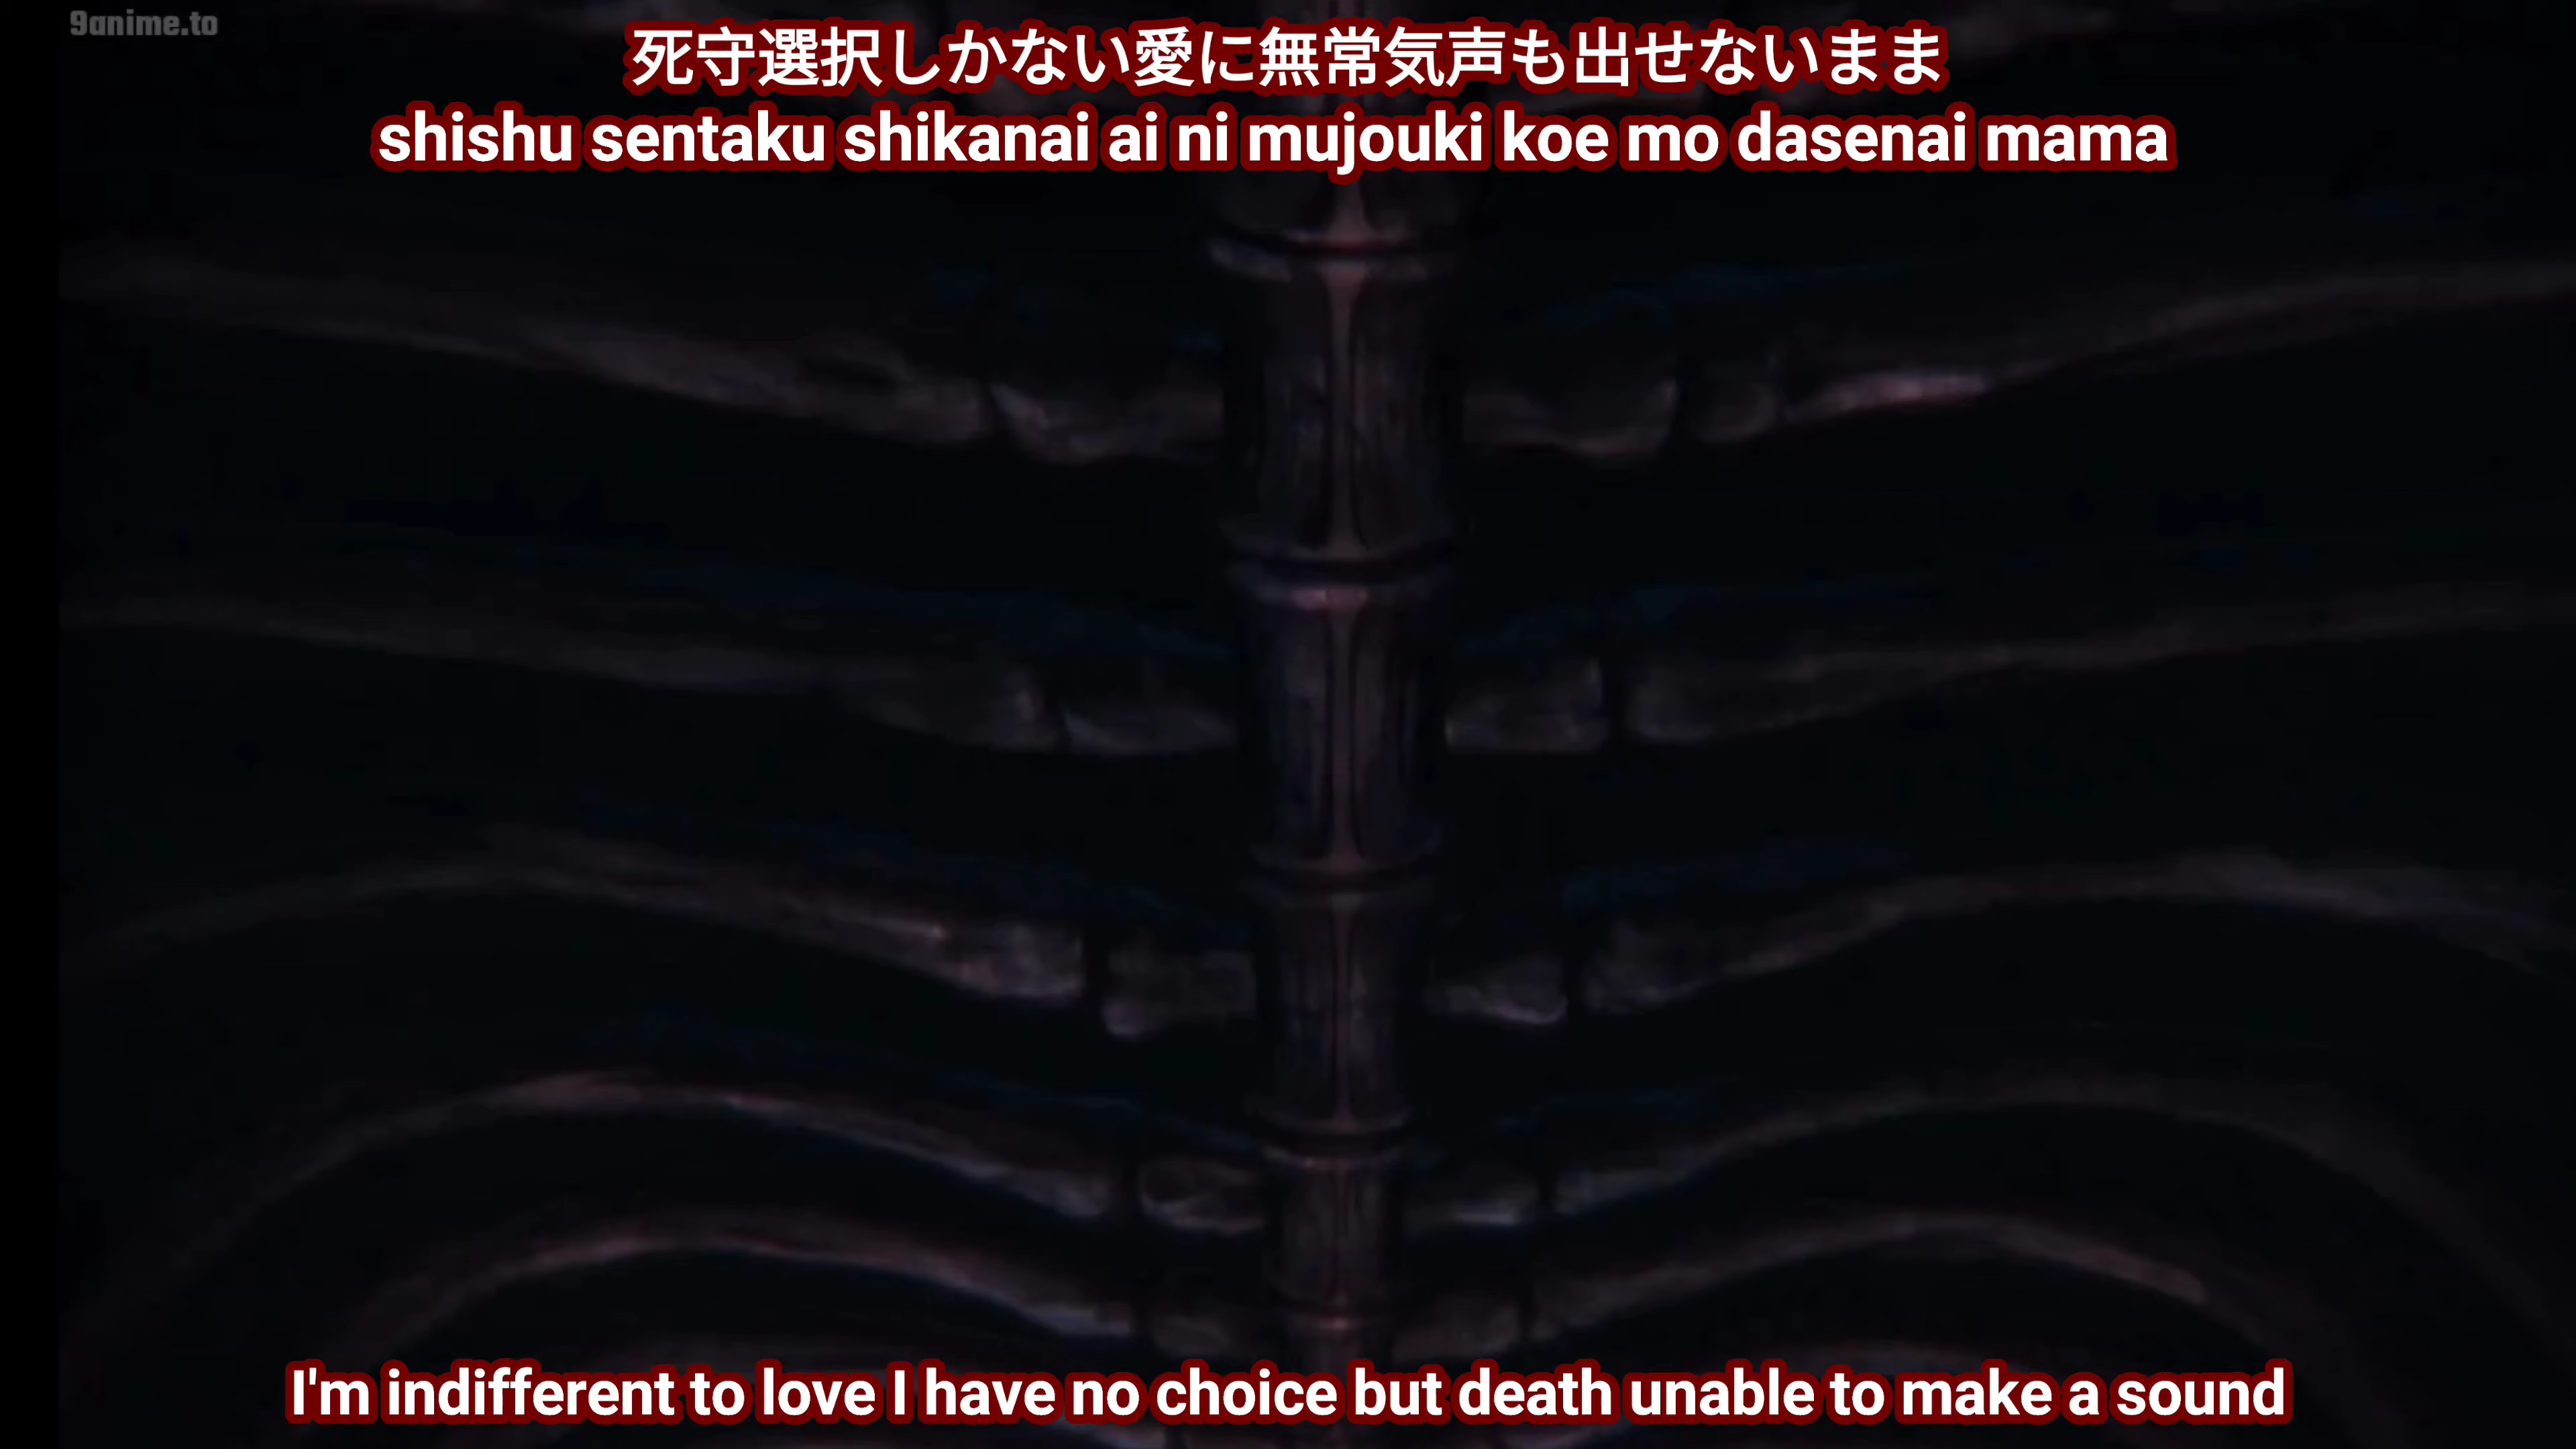 9anime.to
死守選択しかない愛に無常気声も出せないまま
shishu sentaku shikanai ai ni mujouki koe mo dasenai mama
I'm indifferent to love I have no choice but death unable to make a sound